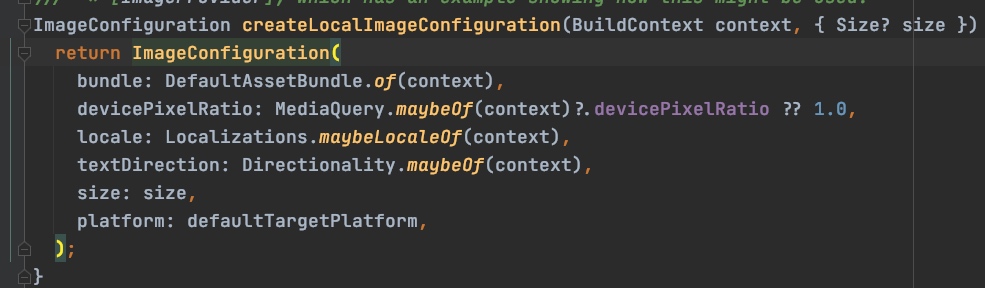 /// * [ImageProvider], which has an example showing how this might be used.
ImageConfiguration createLocalImageConfiguration(BuildContext context, { Size? size })
return ImageConfiguration(
bundle: DefaultAssetBundle.of(context),
devicePixelRatio: MediaQuery.maybeOf(context)?.devicePixelRatio ?? 1.0,
locale: Localizations.maybeLocaleOf(context),
textDirection: Directionality.maybeOf(context),
size: size,
platform: defaultTargetPlatform,
);
}